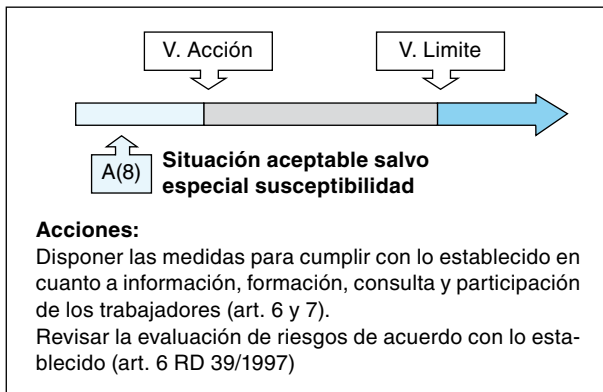 V. Acción
V. Limite
A(8)
Situación aceptable salvo
especial susceptibilidad
Acciones:
Disponer las medidas para cumplir con lo establecido en
cuanto a información, formación, consulta y participación
de los trabajadores (art. 6 y 7).
Revisar la evaluación de riesgos de acuerdo con lo esta-
blecido (art. 6 RD 39/1997)